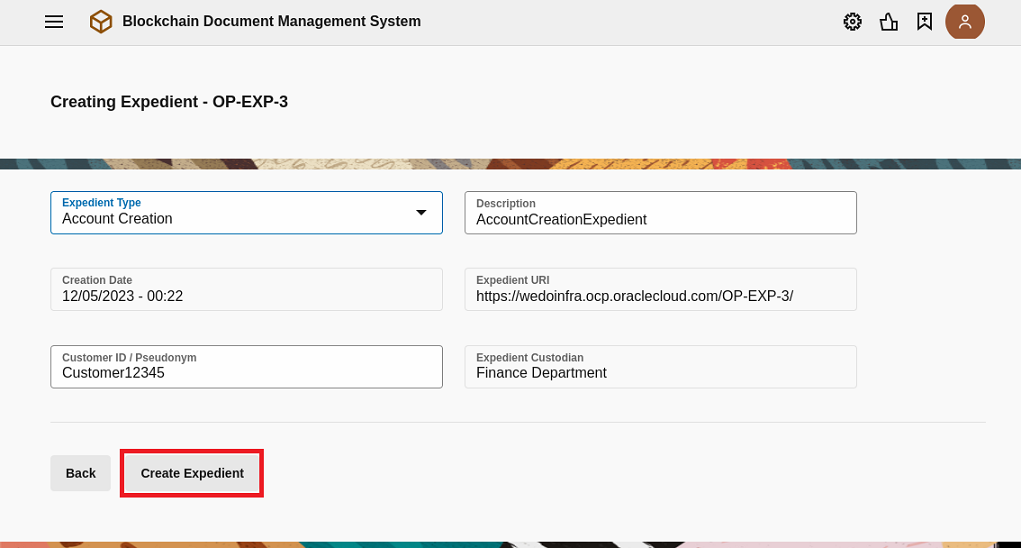 Blockchain Document Management System
Creating Expedient - OP-EXP-3
Expedient Type
Account Creation
Description
AccountCreationExpedient
Creation Date
12/05/2023 - 00:22
Expedient URI
https://wedoinfra.ocp.oraclecloud.com/OP-EXP-3/
Customer ID / Pseudonym
Customer12345
Expedient Custodian
Finance Department
Back
Create Expedient